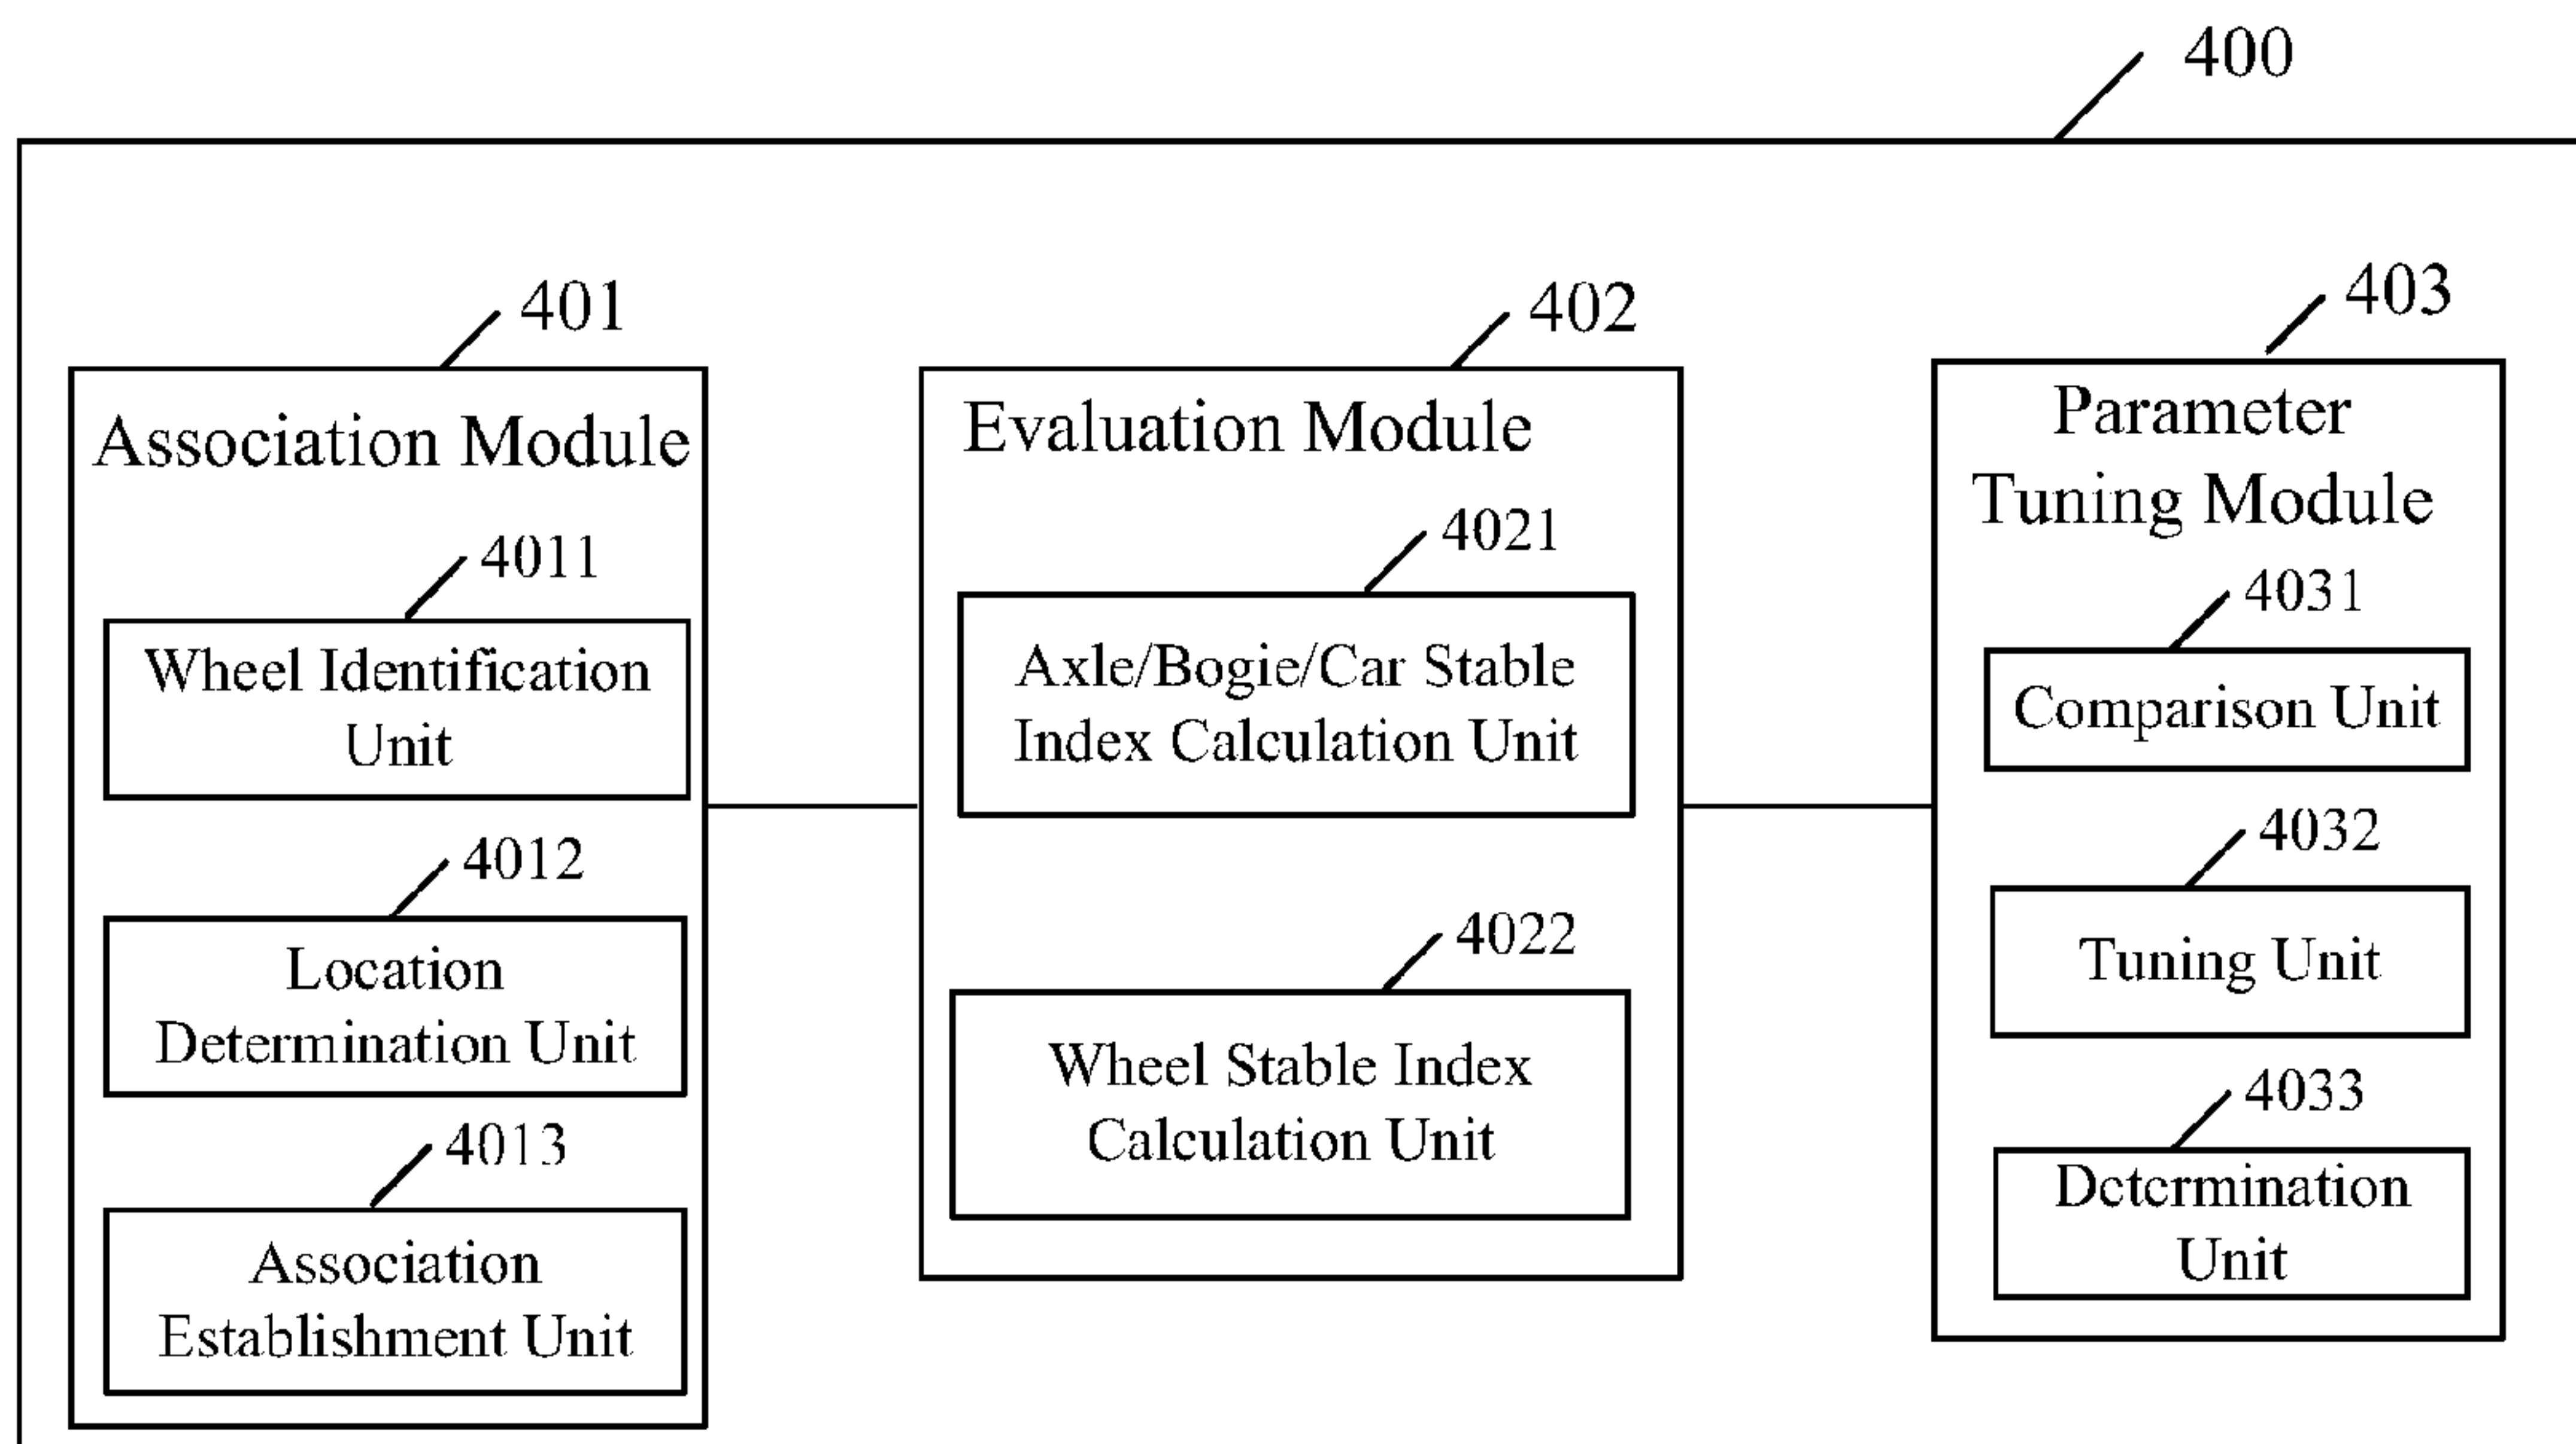 400
401
Association Module
4011
Wheel Identification
Unit
4012
Location
Determination Unit
4013
Association
Establishment Unit
402
Evaluation Module
4021
Axle/Bogie/Car Stable
Index Calculation Unit
4022
Wheel Stable Index
Calculation Unit
403
Parameter
Tuning Module
4031
Comparison Unit
4032
Tuning Unit
4033
Determination
Unit